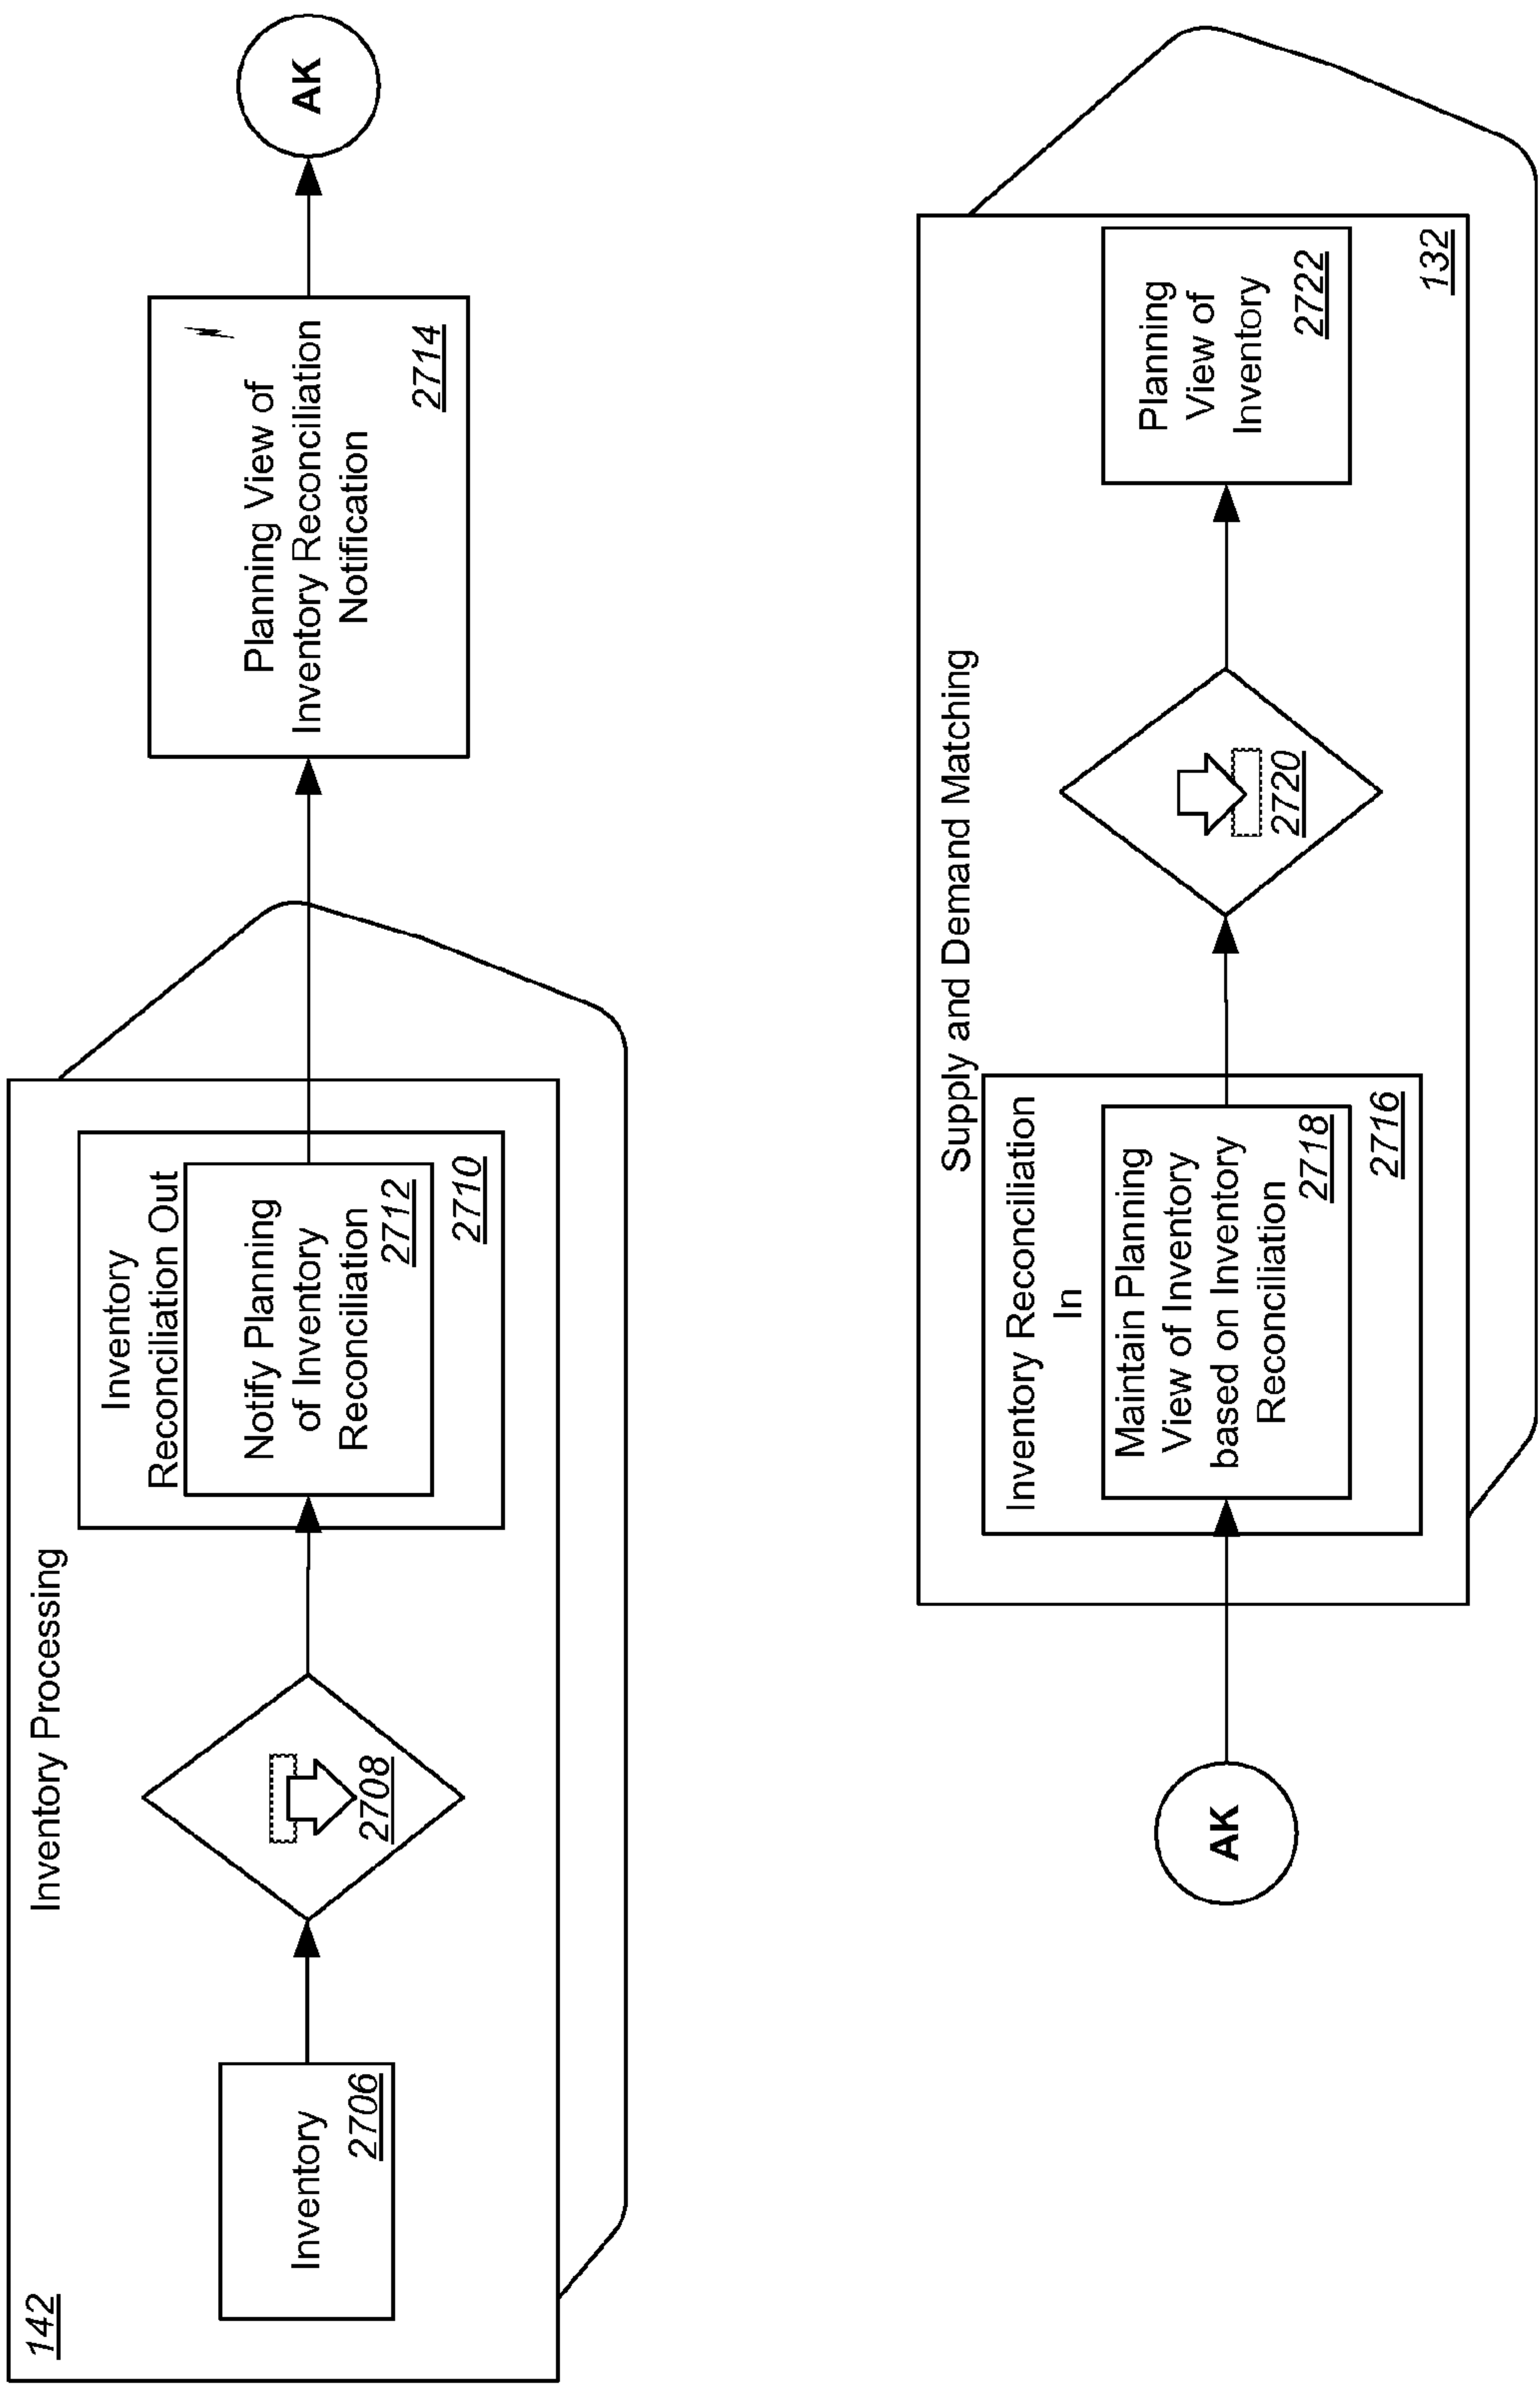 142
Inventory Processing
Inventory
2706
2708
Inventory
Reconciliation Out
Notify Planning
of Inventory
Reconciliation
2712
2710
Planning View of
Inventory Reconciliation
Notification
2714
AK
AK
Supply and Demand Matching
Inventory Reconciliation
In
Maintain Planning
View of Inventory
based on Inventory
Reconciliation
2718
2716
2720
Planning
View of
Inventory
2722
132